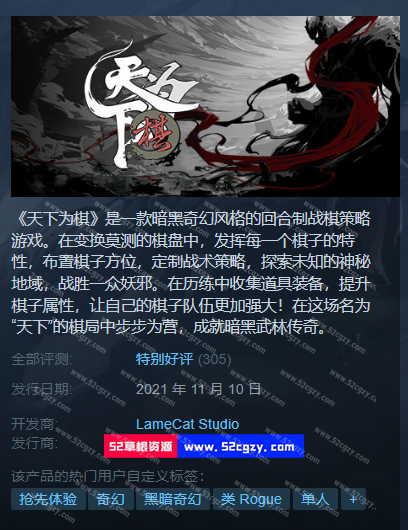 天下为棋
《天下为棋》是一款暗黑奇幻风格的回合制战棋策略
游戏。在变换莫测的棋盘中，发挥每一个棋子的特
性，布置棋子方位，定制战术策略，探索未知的神秘
地域，战胜一众妖邪。在历练中收集道具装备，提升
棋子属性，让自己的棋子队伍更加强大！在这场名为
“天下”的棋局中步步为营，成就暗黑武林传奇。
全部评测: 特别好评 (305)
发行日期: 2021 年 11 月 10 日
开发商: LameCat Studio
发行商:
52草根资源 www.52cgzy.com
该产品的热门用户自定义标签：
抢先体验 奇幻 黑暗奇幻 类 Rogue 单人 +